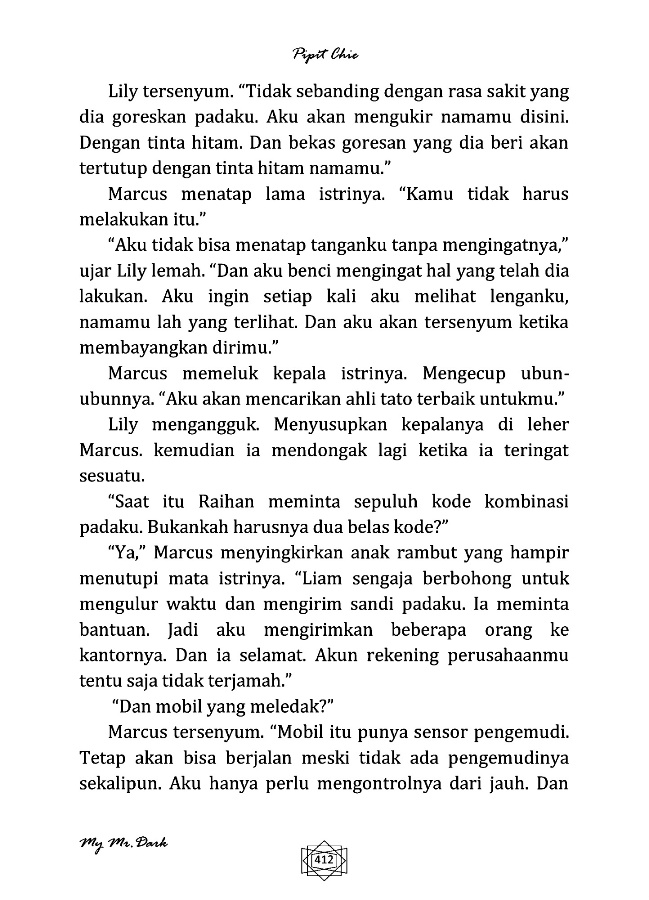 Pipit Chie
Lily tersenyum. “Tidak sebanding dengan rasa sakit yang
dia goreskan padaku. Aku akan mengukir namamu disini.
Dengan tinta hitam. Dan bekas goresan yang dia beri akan
tertutup dengan tinta hitam namamu.”
Marcus menatap lama istrinya. “Kamu tidak harus
melakukan itu.”
“Aku tidak bisa menatap tanganku tanpa mengingatnya,”
ujar Lily lemah. “Dan aku benci mengingat hal yang telah dia
lakukan. Aku ingin setiap kali aku melihat lenganku,
namamu lah yang terlihat. Dan aku akan tersenyum ketika
membayangkan dirimu.”
Marcus memeluk kepala istrinya. Mengecup ubun-
ubunnya. “Aku akan mencarikan ahli tato terbaik untukmu.”
Lily mengangguk. Menyusupkan kepalanya di leher
Marcus. kemudian ia mendongak lagi ketika ia teringat
sesuatu.
“Saat itu Raihan meminta sepuluh kode kombinasi
padaku. Bukankah harusnya dua belas kode?”
“Ya,” Marcus menyingkirkan anak rambut yang hampir
menutupi mata istrinya. “Liam sengaja berbohong untuk
mengulur waktu dan mengirim sandi padaku. Ia meminta
bantuan. Jadi aku mengirimkan beberapa orang ke
kantornya. Dan ia selamat. Akun rekening perusahaanmu
tentu saja tidak terjamah.”
“Dan mobil yang meledak?”
Marcus tersenyum. “Mobil itu punya sensor pengemudi.
Tetap akan bisa berjalan meski tidak ada pengemudinya
sekalipun. Aku hanya perlu mengontrolnya dari jauh. Dan
My Mr. Dark
412